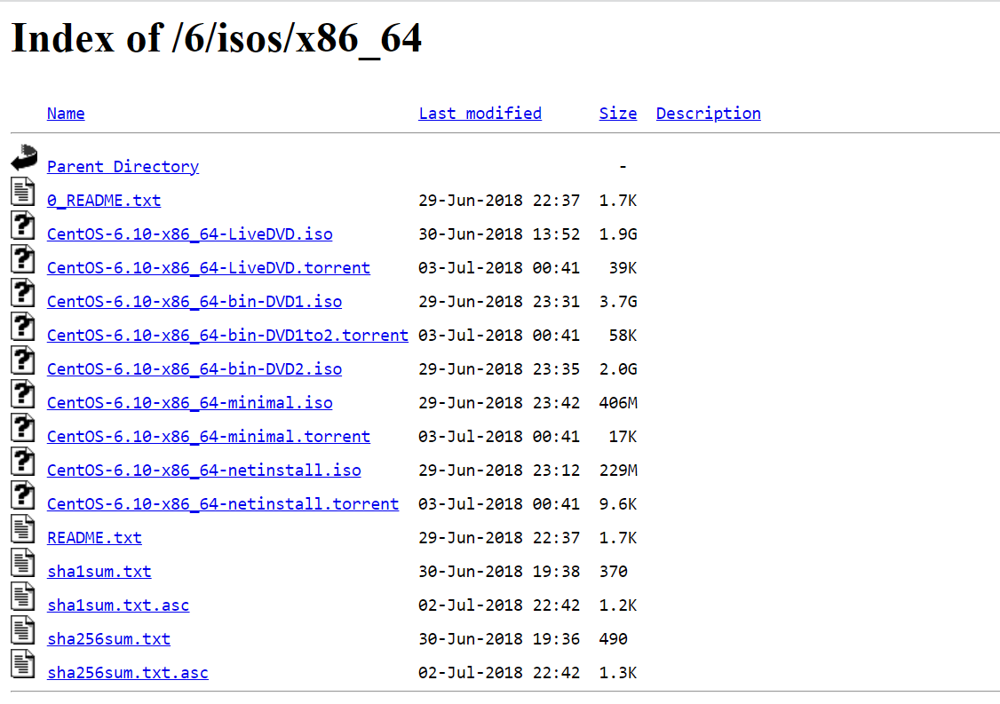 Index of /6/isos/x86_64
Name Last modified Size Description
Parent Directory -
0_README.txt 29-Jun-2018 22:37 1.7K
CentOS-6.10-x86_64-LiveDVD.iso 30-Jun-2018 13:52 1.9G
CentOS-6.10-x86_64-LiveDVD.torrent 03-Jul-2018 00:41 39K
CentOS-6.10-x86_64-bin-DVD1.iso 29-Jun-2018 23:31 3.7G
CentOS-6.10-x86_64-bin-DVD1to2.torrent 03-Jul-2018 00:41 58K
CentOS-6.10-x86_64-bin-DVD2.iso 29-Jun-2018 23:35 2.0G
CentOS-6.10-x86_64-minimal.iso 29-Jun-2018 23:42 406M
CentOS-6.10-x86_64-minimal.torrent 03-Jul-2018 00:41 17K
CentOS-6.10-x86_64-netinstall.iso 29-Jun-2018 23:12 229M
CentOS-6.10-x86_64-netinstall.torrent 03-Jul-2018 00:41 9.6K
README.txt 29-Jun-2018 22:37 1.7K
sha1sum.txt 30-Jun-2018 19:38 370
sha1sum.txt.asc 02-Jul-2018 22:42 1.2K
sha256sum.txt 30-Jun-2018 19:36 490
sha256sum.txt.asc 02-Jul-2018 22:42 1.3K